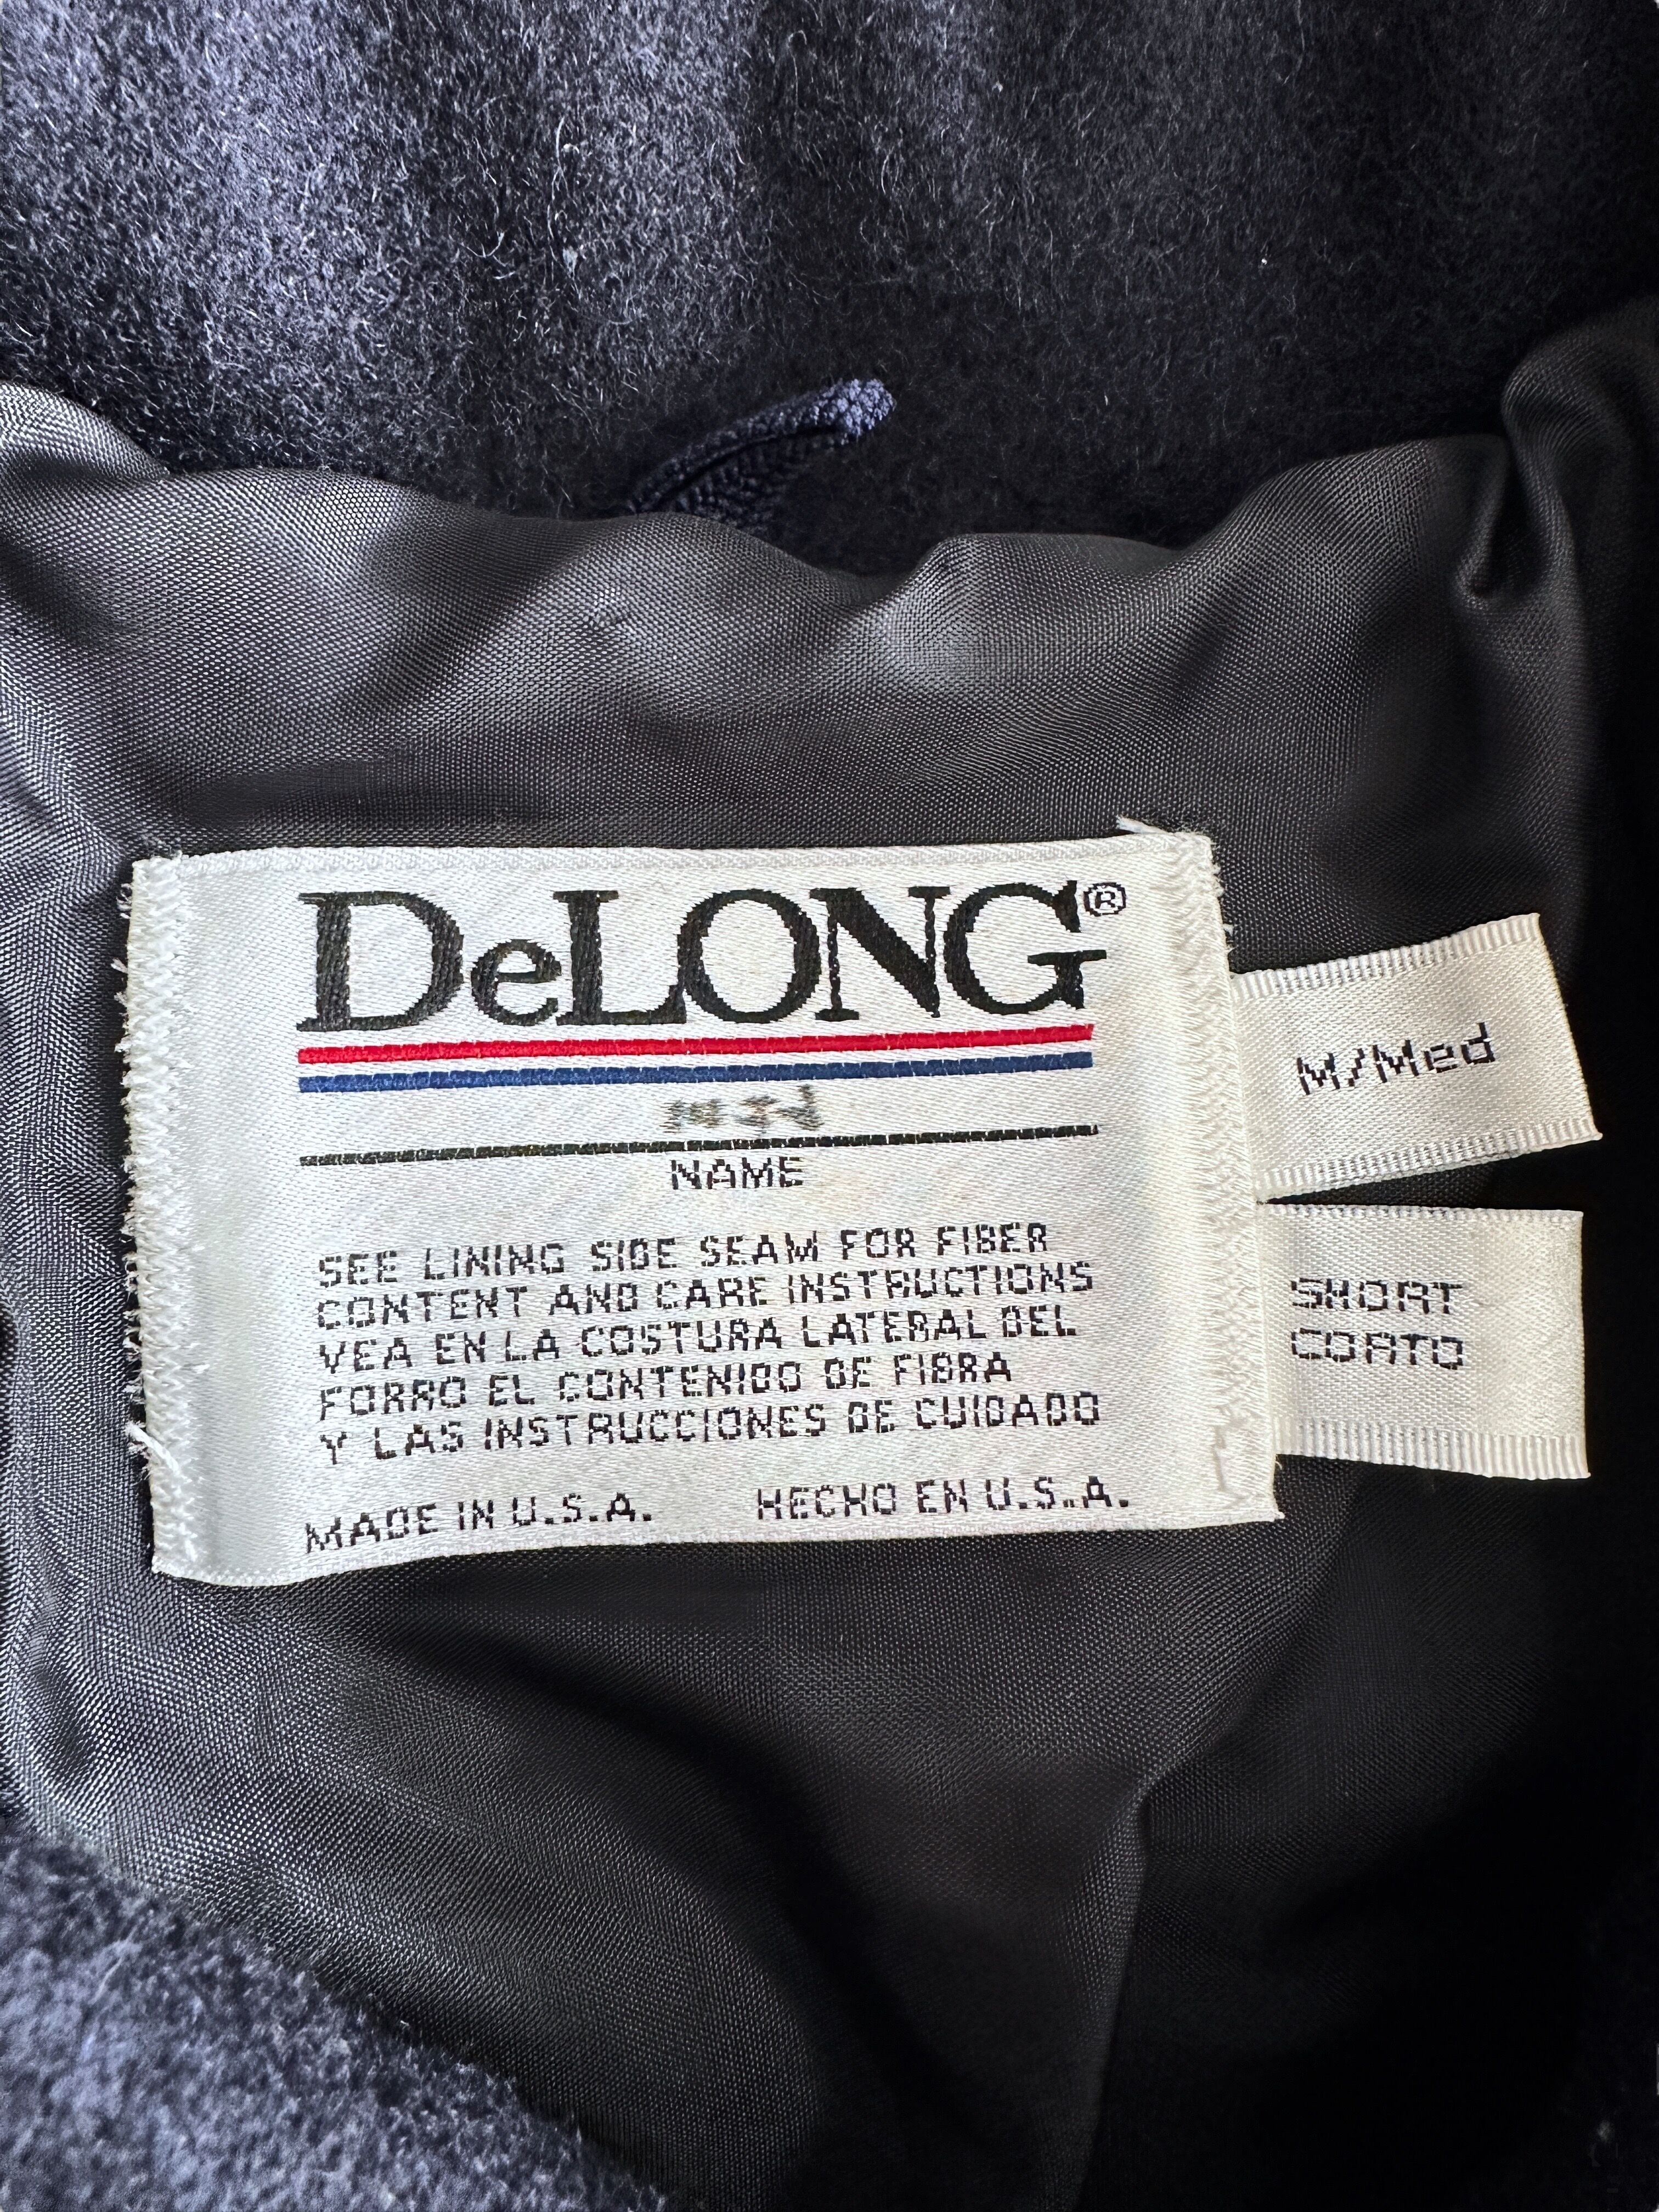 DeLONG®
NAME
SEE LINING SIDE SEAM FOR FIBER
CONTENT AND CARE INSTRUCTIONS
VEA EN LA COSTURA LATERAL DEL
FORRO EL CONTENIDO DE FIBRA
Y LAS INSTRUCCIONES DE CUIDADO
MADE IN U.S.A. HECHO EN U.S.A.
M/Med
SHORT
CORTO